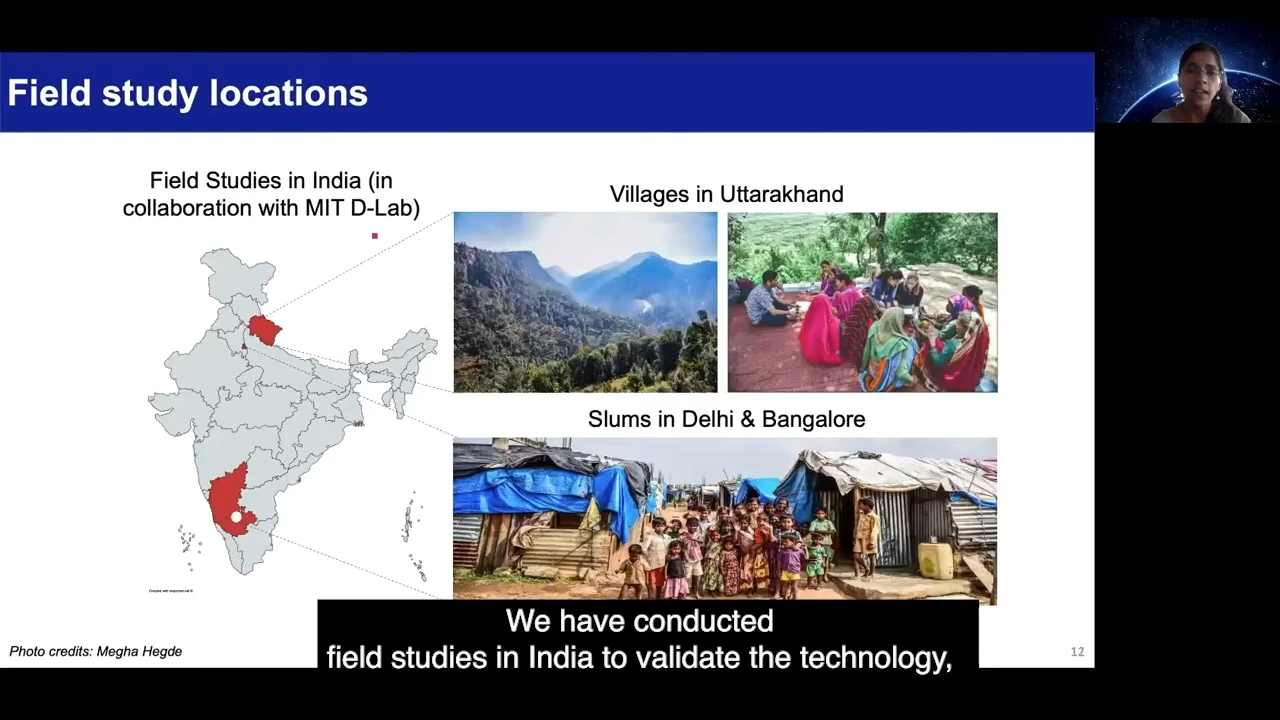 Field study locations
Field Studies in India (in
collaboration with MIT D-Lab)
Villages in Uttarakhand
Slums in Delhi & Bangalore
We have conducted
field studies in India to validate the technology,
Photo credits: Megha Hegde
12